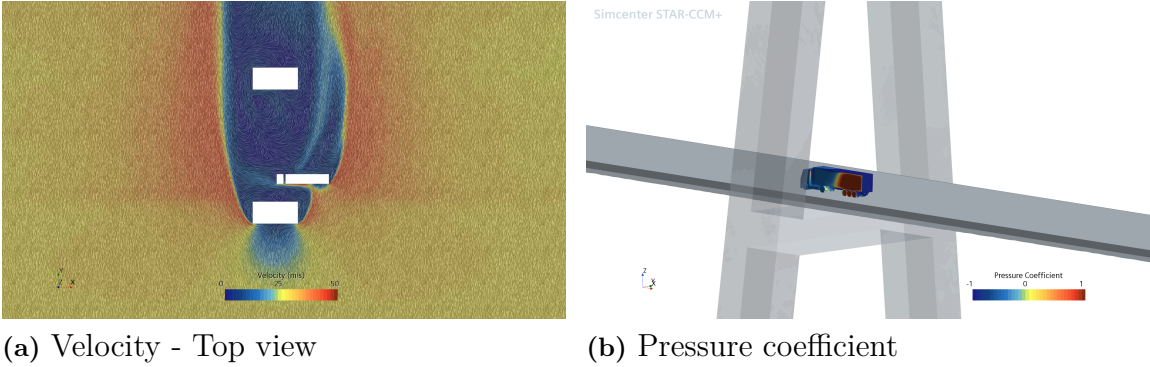 Simcenter STAR-CCM+
Y
Z X
Velocity (m/s)
0 25 50
Z
X
Pressure Coefficient
-1 0 1
(a) Velocity - Top view
(b) Pressure coefficient